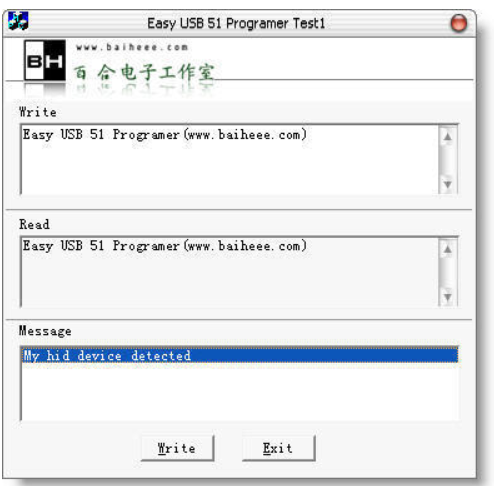 Easy USB 51 Programer Test1
BH
www.baiheee.com
百合电子工作室
Write
Easy USB 51 Programer(www.baiheee.com)
Read
Easy USB 51 Programer(www.baiheee.com)
Message
My hid device detected
Write
Exit